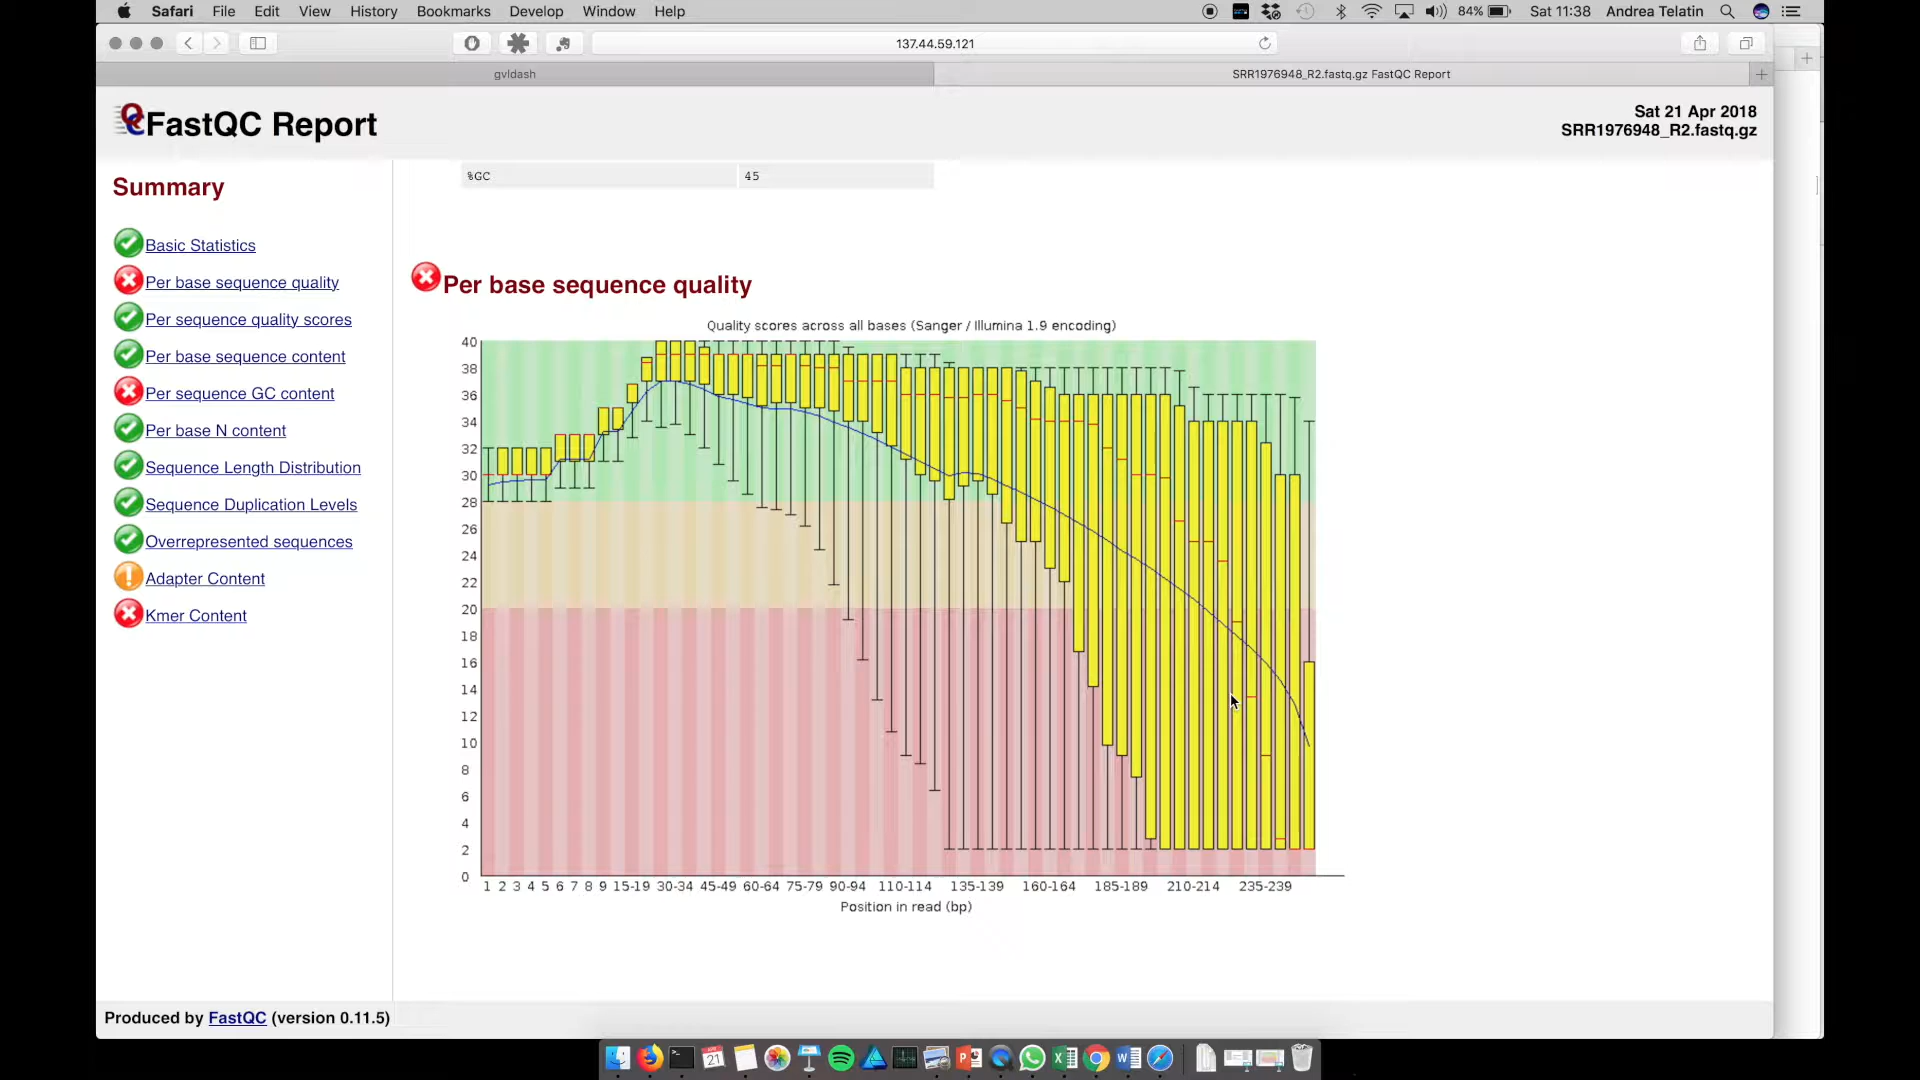 Safari File Edit View History Bookmarks Develop Window Help 84% Sat 11:38 Andrea Telatin
137.44.59.121
gvldash SRR1976948_R2.fastq.gz FastQC Report
FastQC Report
Sat 21 Apr 2018
SRR1976948_R2.fastq.gz
Summary
Basic Statistics
Per base sequence quality
Per sequence quality scores
Per base sequence content
Per sequence GC content
Per base N content
Sequence Length Distribution
Sequence Duplication Levels
Overrepresented sequences
Adapter Content
Kmer Content
%GC 45
Per base sequence quality
Quality scores across all bases (Sanger / Illumina 1.9 encoding)
40
38
36
34
32
30
28
26
24
22
20
18
16
14
12
10
8
6
4
2
0
1 2 3 4 5 6 7 8 9 15-19 30-34 45-49 60-64 75-79 90-94 110-114 135-139 160-164 185-189 210-214 235-239
Position in read (bp)
Produced by FastQC (version 0.11.5)
21